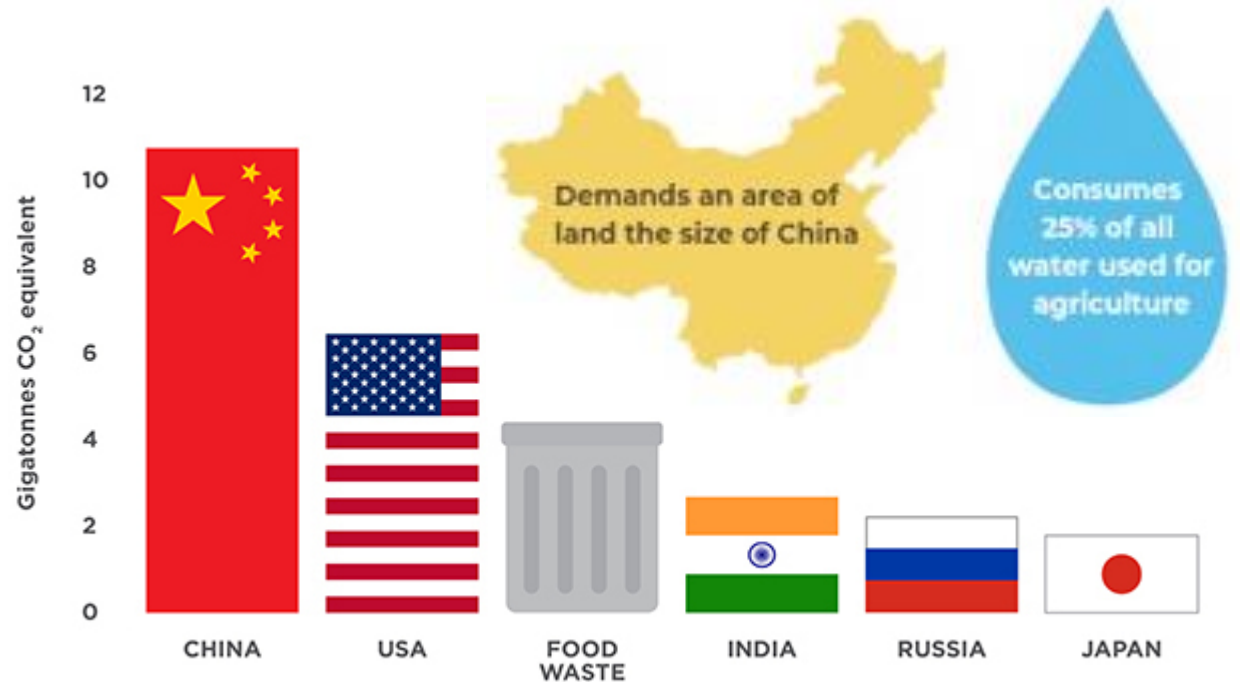 Gigatonnes CO₂ equivalent
12
10
8
6
4
2
0
CHINA
USA
FOOD
WASTE
INDIA
RUSSIA
JAPAN
Demands an area of
land the size of China
Consumes
25% of all
water used for
agriculture